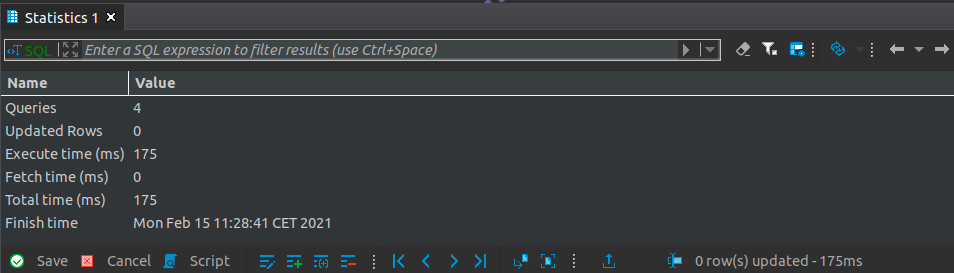 Statistics 1
SQL Enter a SQL expression to filter results (use Ctrl+Space)
Name Value
Queries 4
Updated Rows 0
Execute time (ms) 175
Fetch time (ms) 0
Total time (ms) 175
Finish time Mon Feb 15 11:28:41 CET 2021
Save Cancel Script 0 row(s) updated - 175ms